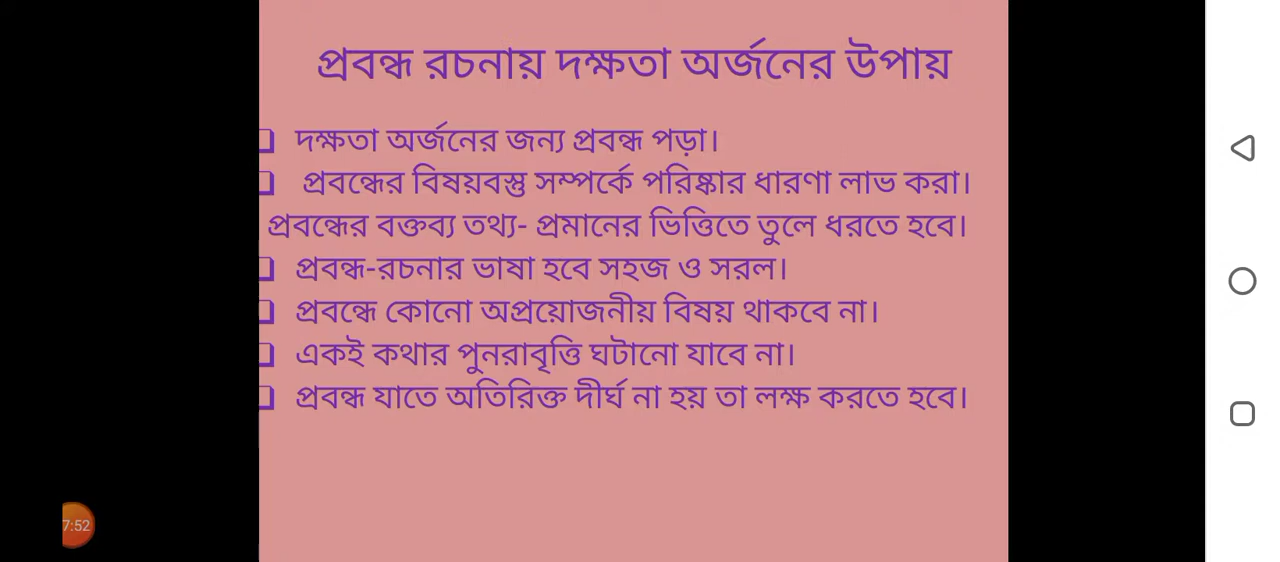 প্রবন্ধ রচনায় দক্ষতা অর্জনের উপায়
দক্ষতা অর্জনের জন্য প্রবন্ধ পড়া।
প্রবন্ধের বিষয়বস্তু সম্পর্কে পরিষ্কার ধারণা লাভ করা।
প্রবন্ধের বক্তব্য তথ্য- প্রমানের ভিত্তিতে তুলে ধরতে হবে।
প্রবন্ধ-রচনার ভাষা হবে সহজ ও সরল।
প্রবন্ধে কোনো অপ্রয়োজনীয় বিষয় থাকবে না।
একই কথার পুনরাবৃত্তি ঘটানো যাবে না।
প্রবন্ধ যাতে অতিরিক্ত দীর্ঘ না হয় তা লক্ষ করতে হবে।
7:52